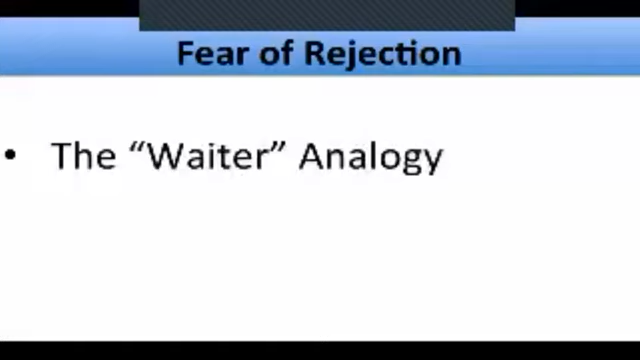 Fear of Rejection
• The “Waiter” Analogy